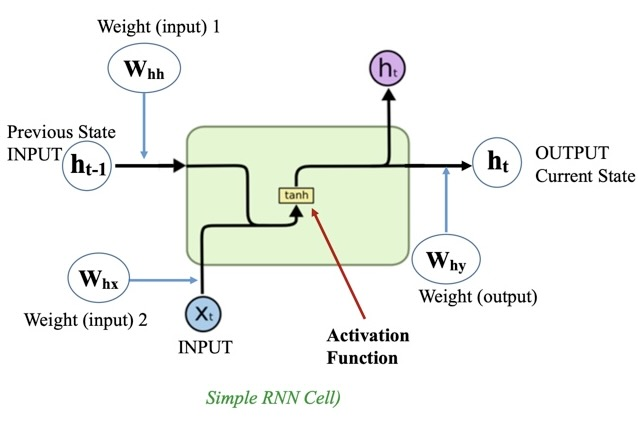 Weight (input) 1
Whh
ht
Previous State
INPUT
ht-1
ht
OUTPUT
Current State
tanh
Whx
Why
Weight (output)
Weight (input) 2
Xt
INPUT
Activation
Function
Simple RNN Cell)